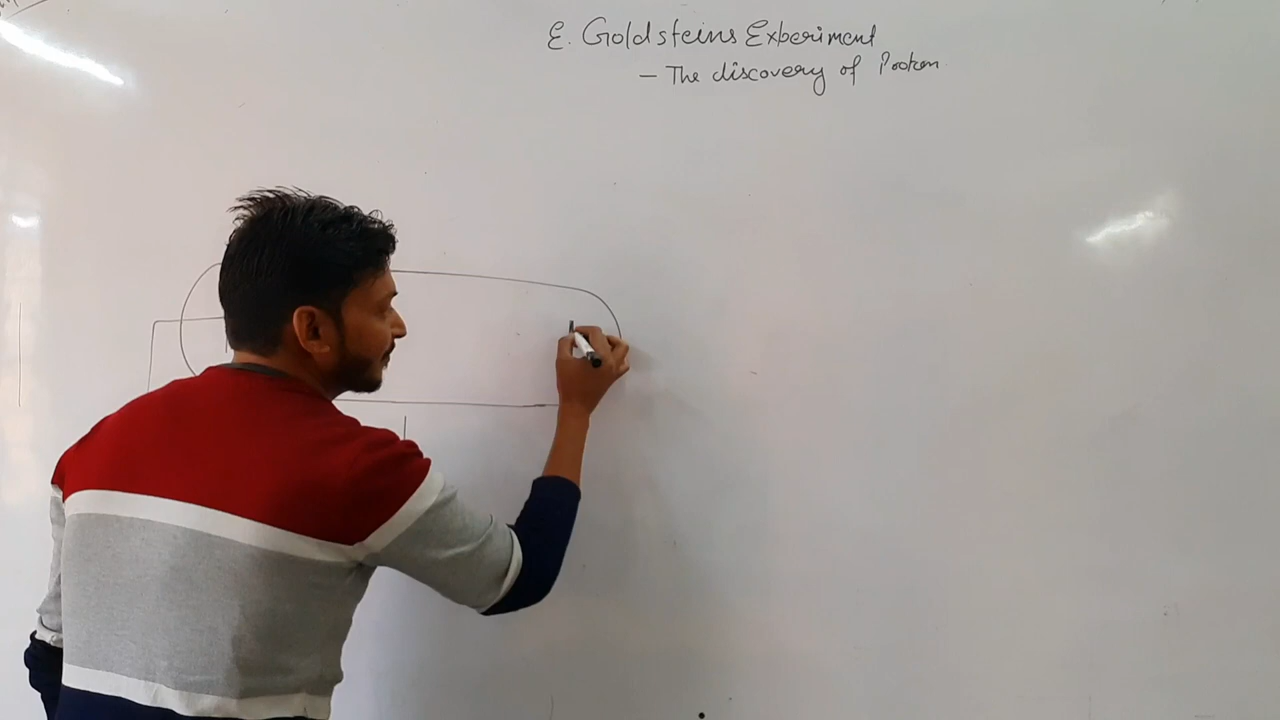 E. Goldsteins Experiment
– The discovery of Proton